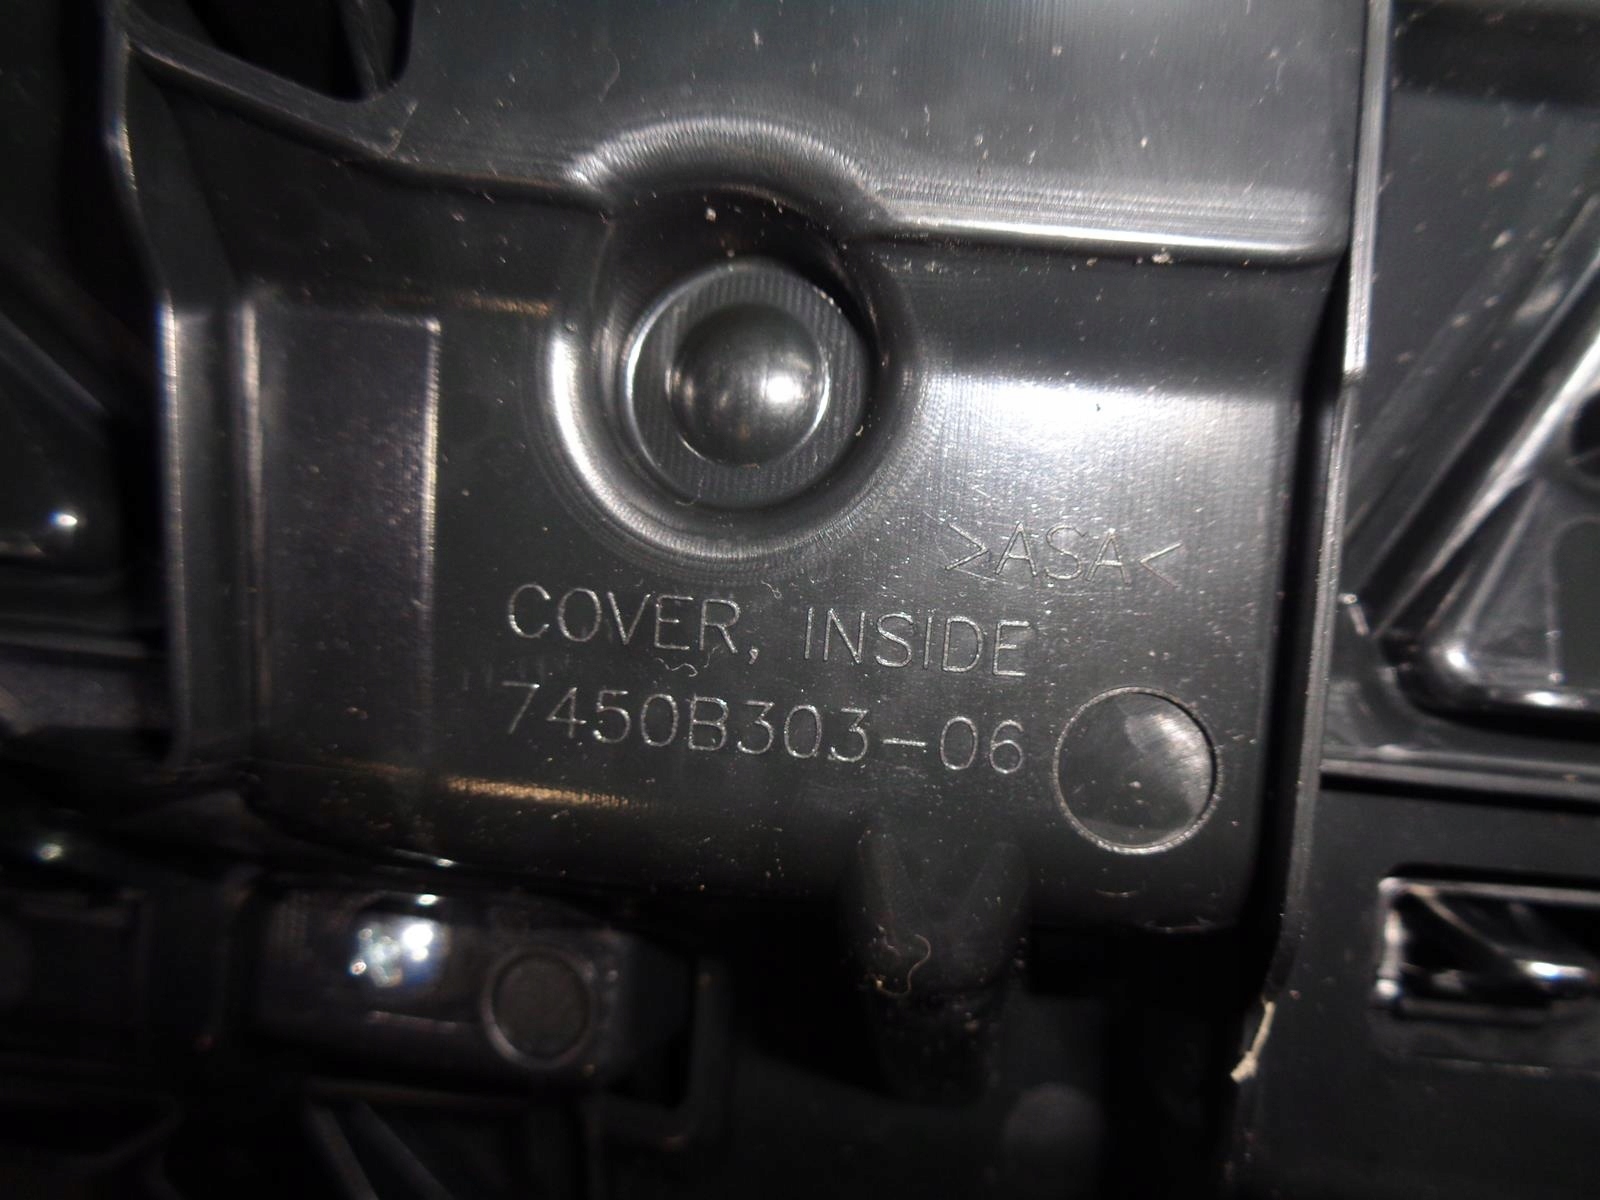 >ASA<
COVER, INSIDE
7450B303-06